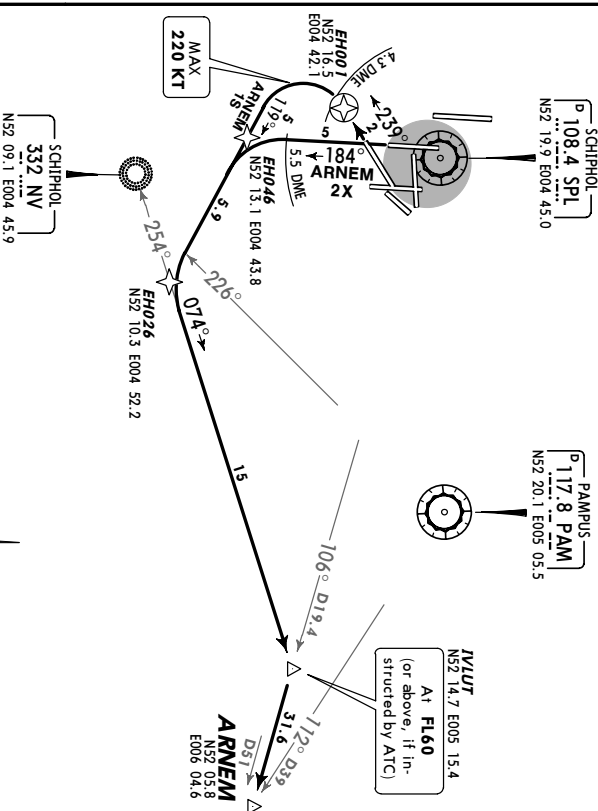 D 108.4 SPL
SCHIPHOL
N52 19.9 E004 45.0
PAMPUS
D 117.8 PAM
N52 20.1 E005 05.5
4.3 DME
EH001
N52 16.5
E004 42.1
239°
2
5
184°
ARNEM
2X
5.5 DME
MAX
220 KT
5
119°
ARNEM
1S
EH046
N52 13.1 E004 43.8
5.9
226°
254°
EH026
N52 10.3 E004 52.2
074°
15
SCHIPHOL
332 NV
N52 09.1 E004 45.9
IVLUT
N52 14.7 E005 15.4
At FL60
(or above, if in-
structed by ATC)
106° D19.4
112° D39
31.6
D51
ARNEM
N52 05.8
E006 04.6